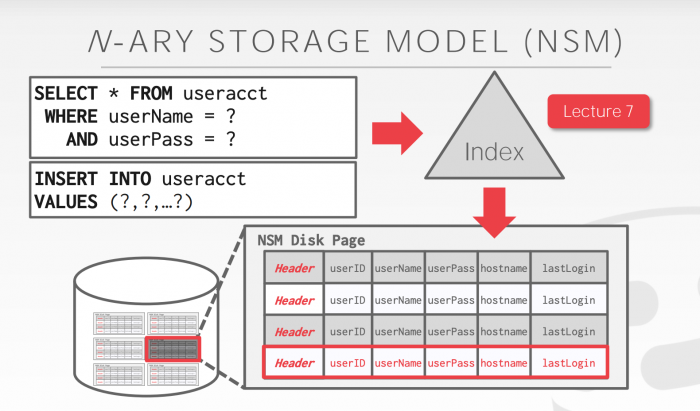 N-ARY STORAGE MODEL (NSM)
SELECT * FROM useracct
WHERE userName = ?
AND userPass = ?
INSERT INTO useracct
VALUES (?,?,…?)
Index
Lecture 7
NSM Disk Page
Header userID userName userPass hostname lastLogin
Header userID userName userPass hostname lastLogin
Header userID userName userPass hostname lastLogin
Header userID userName userPass hostname lastLogin